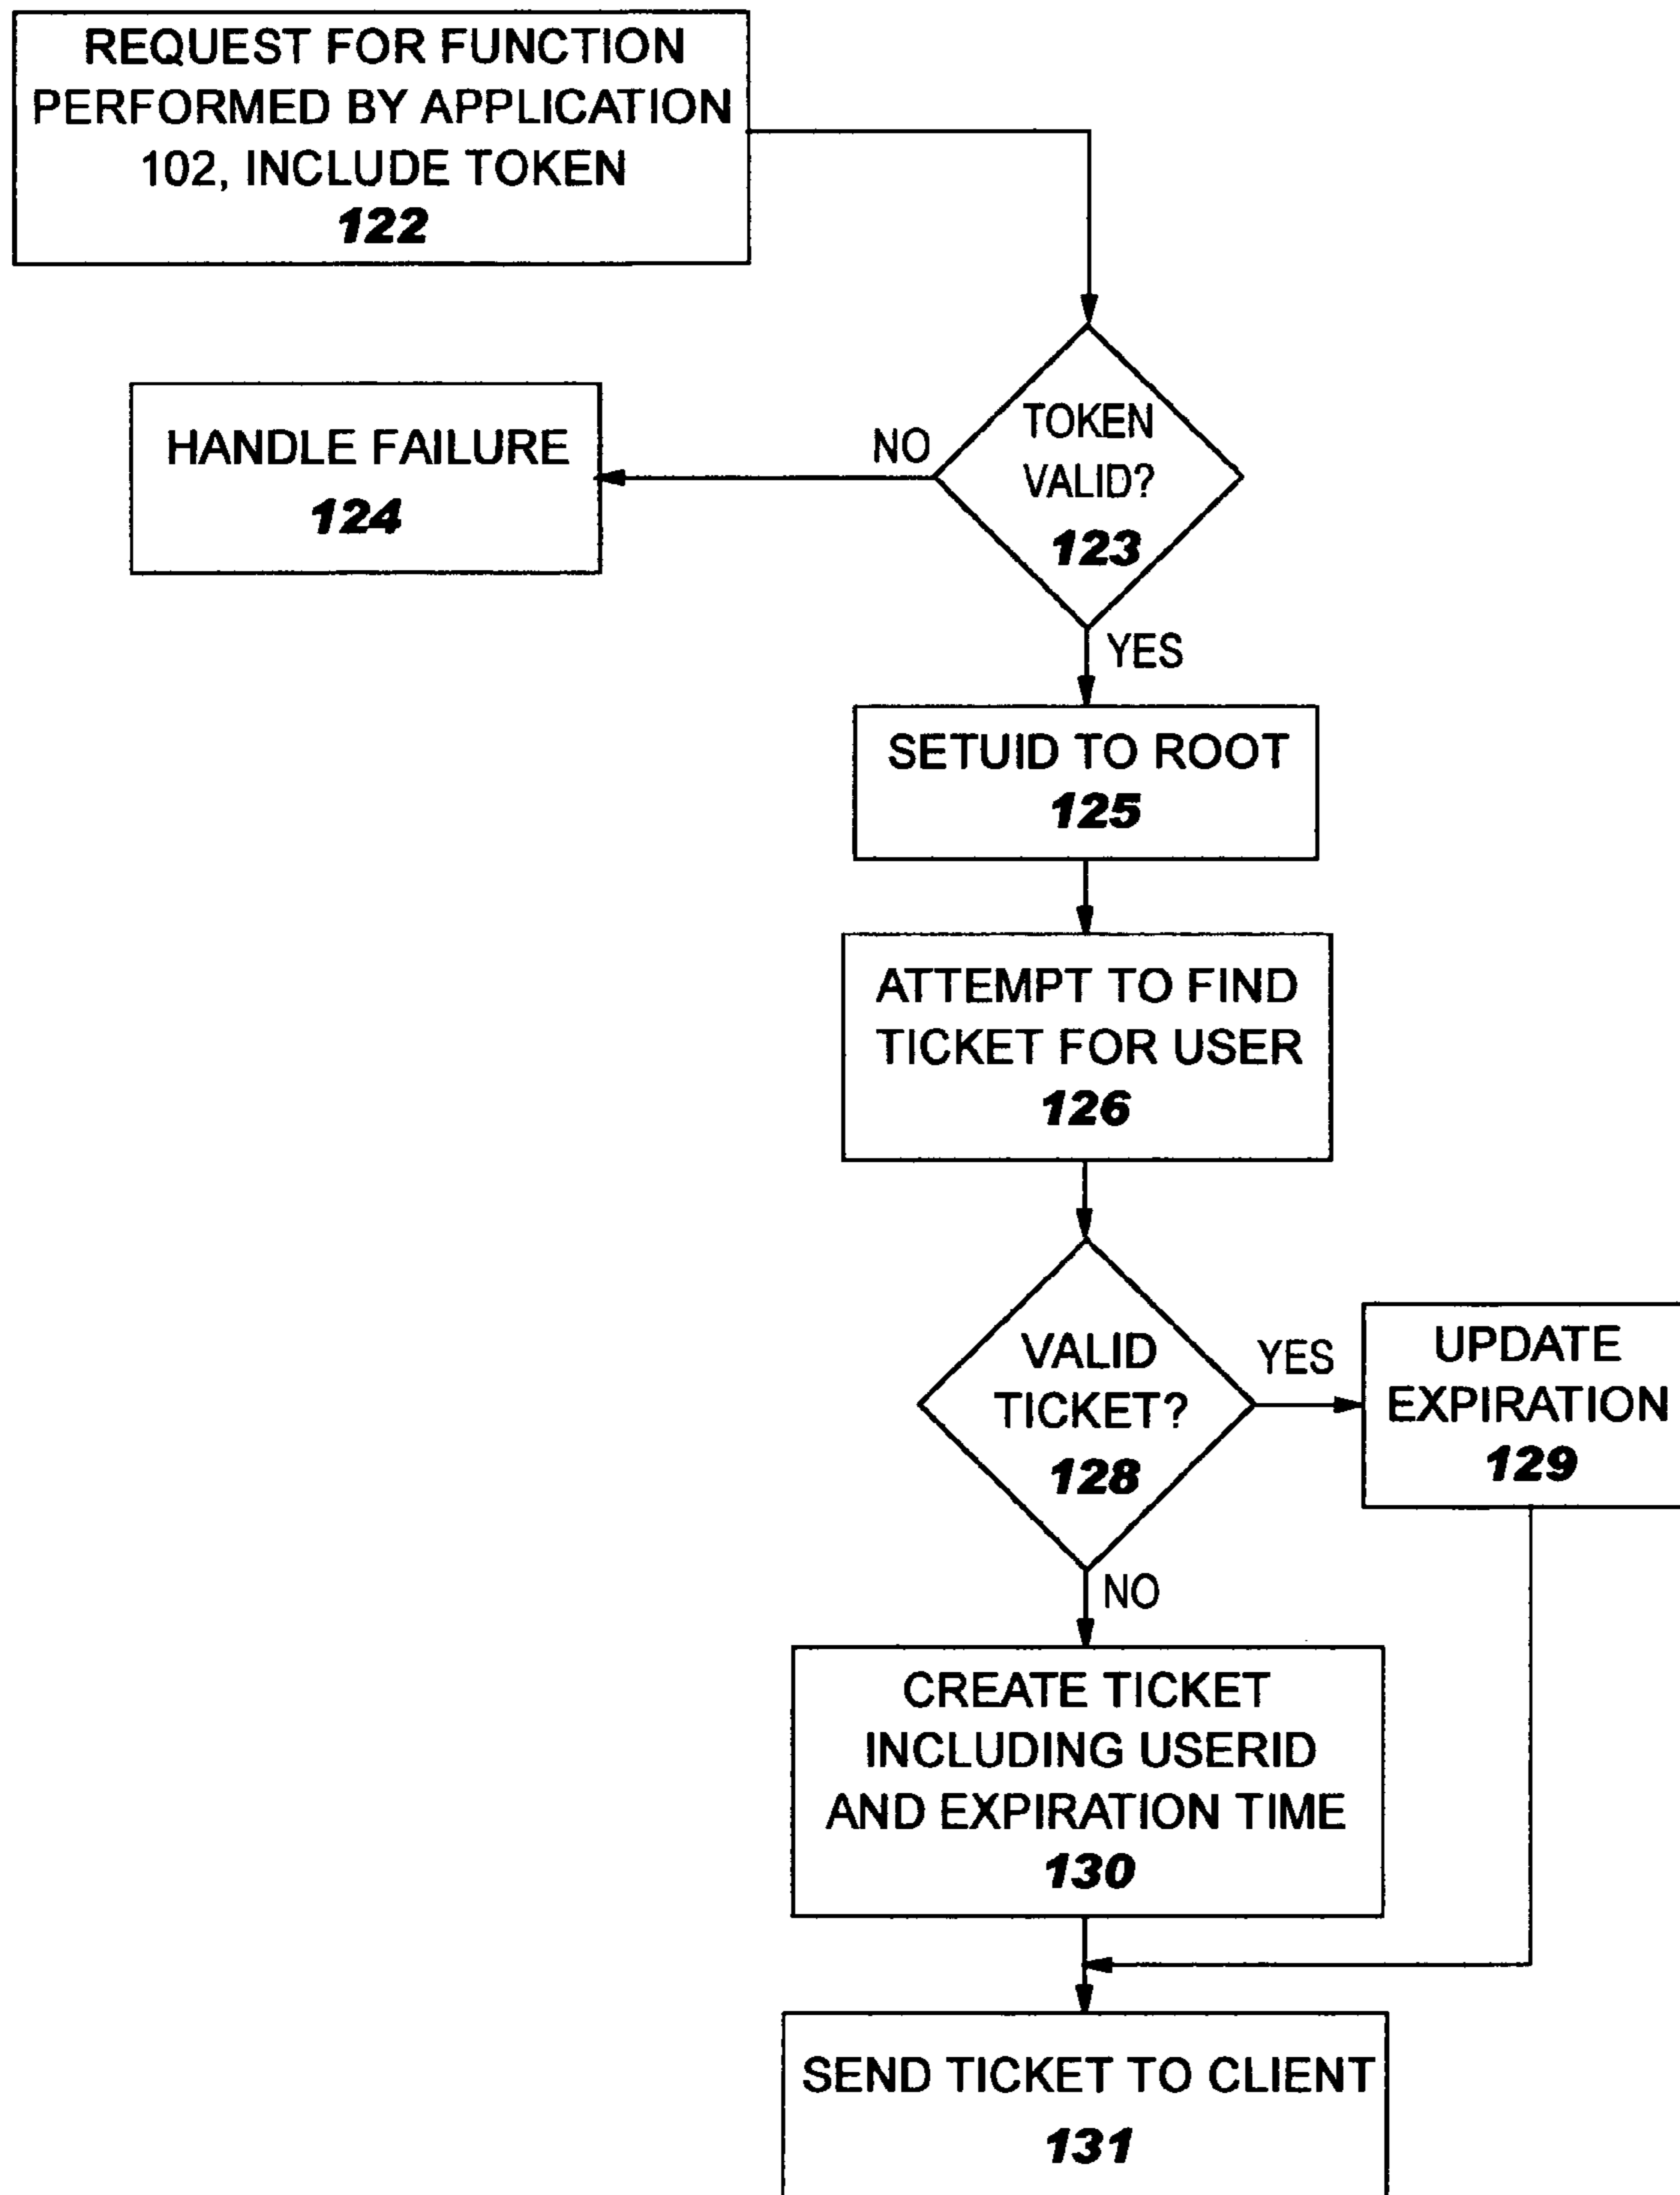 REQUEST FOR FUNCTION
PERFORMED BY APPLICATION
102, INCLUDE TOKEN
122
TOKEN
VALID?
123
NO
HANDLE FAILURE
124
YES
SETUID TO ROOT
125
ATTEMPT TO FIND
TICKET FOR USER
126
VALID
TICKET?
128
YES
UPDATE
EXPIRATION
129
NO
CREATE TICKET
INCLUDING USERID
AND EXPIRATION TIME
130
SEND TICKET TO CLIENT
131